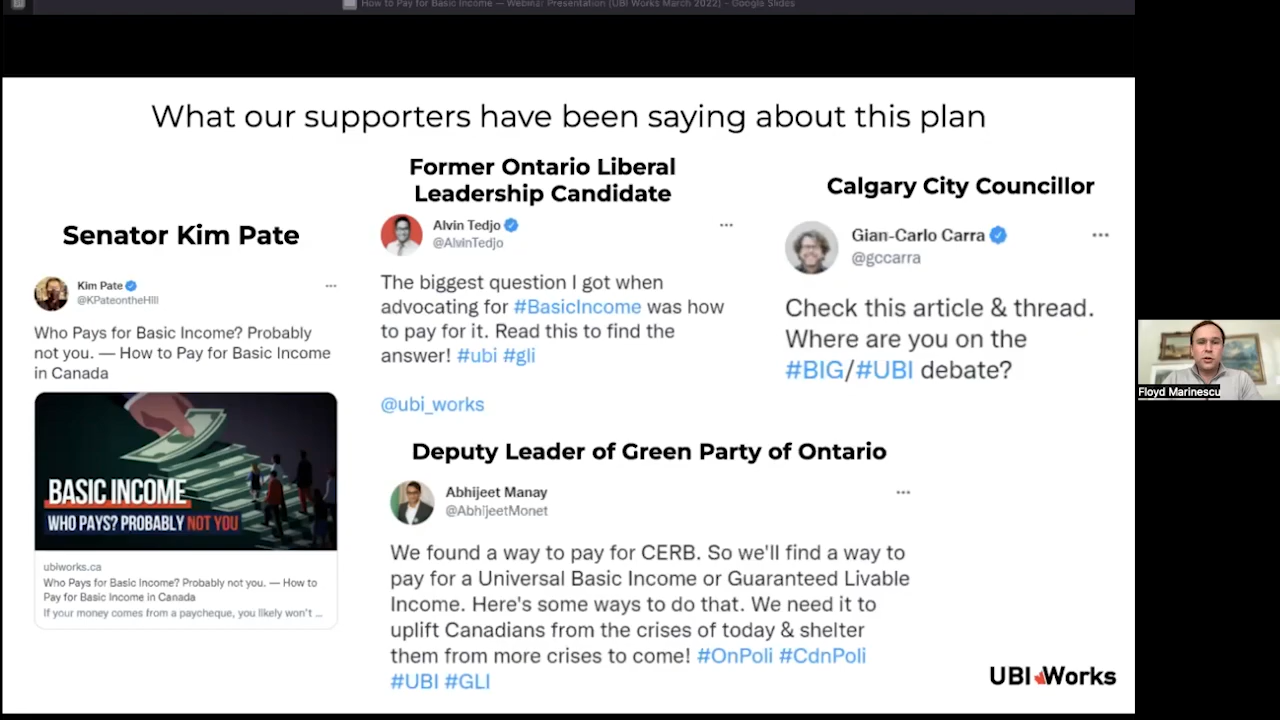 How to Pay for Basic Income — Webinar Presentation (UBI Works March 2022) - Google Slides
What our supporters have been saying about this plan
Senator Kim Pate
Kim Pate
@KPateontheHill
Who Pays for Basic Income? Probably
not you. — How to Pay for Basic Income
in Canada
BASIC INCOME
WHO PAYS? PROBABLY NOT YOU
ubiworks.ca
Who Pays for Basic Income? Probably not you. — How to
Pay for Basic Income in Canada
If your money comes from a paycheque, you likely won't ...
Former Ontario Liberal
Leadership Candidate
Alvin Tedjo
@AlvinTedjo
The biggest question I got when
advocating for #BasicIncome was how
to pay for it. Read this to find the
answer! #ubi #gli
@ubi_works
Calgary City Councillor
Gian-Carlo Carra
@gccarra
Check this article & thread.
Where are you on the
#BIG/#UBI debate?
Deputy Leader of Green Party of Ontario
Abhijeet Manay
@AbhijeetMonet
We found a way to pay for CERB. So we'll find a way to
pay for a Universal Basic Income or Guaranteed Livable
Income. Here's some ways to do that. We need it to
uplift Canadians from the crises of today & shelter
them from more crises to come! #OnPoli #CdnPoli
#UBI #GLI
UBI Works
Floyd Marinescu